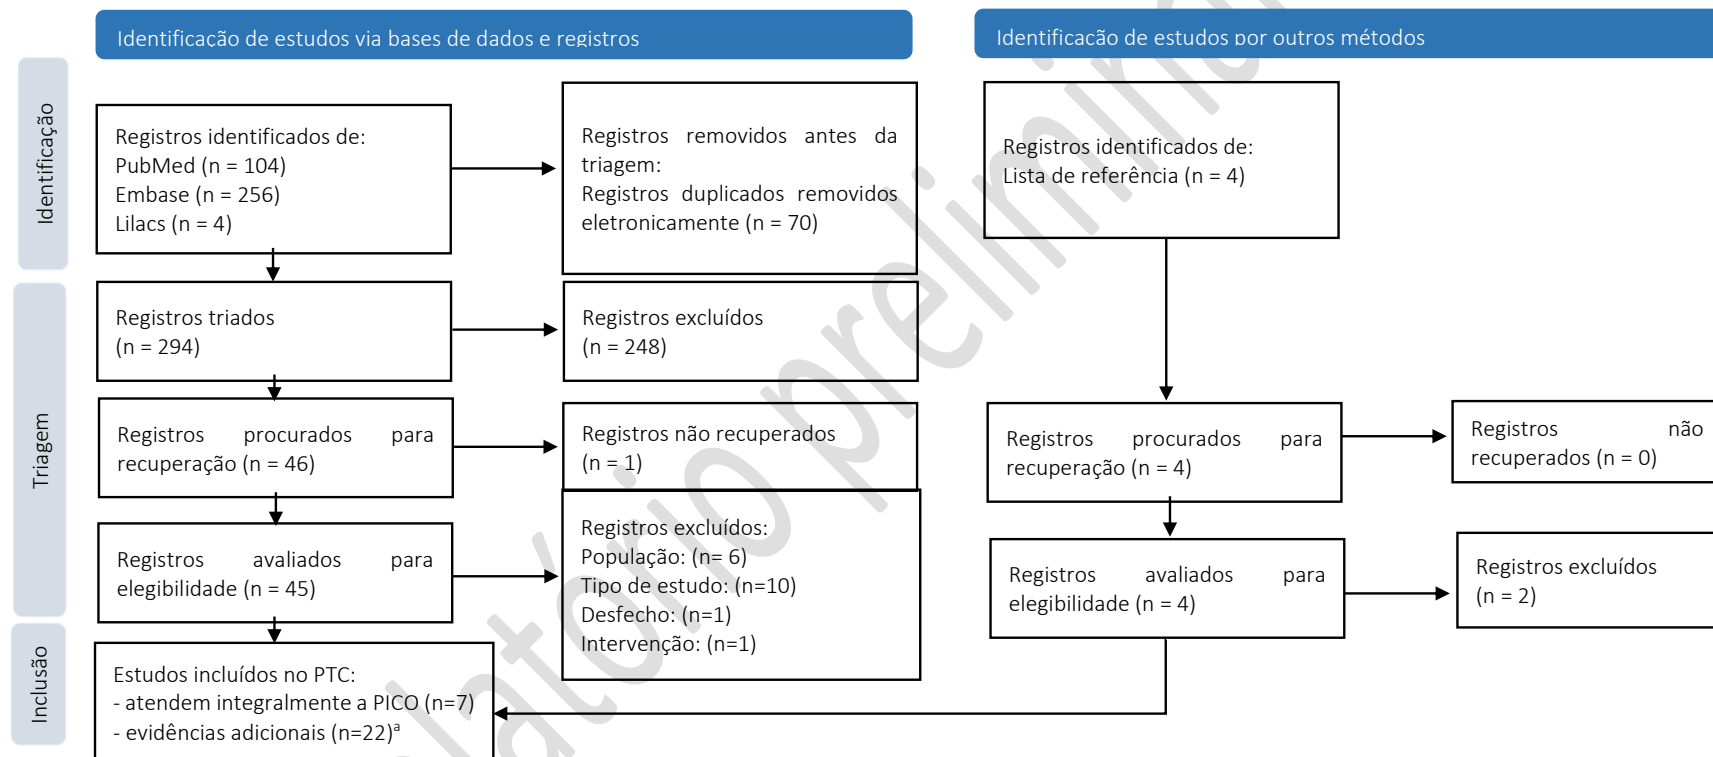 Identificação de estudos via bases de dados e registros
Identificação de estudos por outros métodos
Identificação
Registros identificados de:
PubMed (n = 104)
Embase (n = 256)
Lilacs (n = 4)
Registros removidos antes da
triagem:
Registros duplicados removidos
eletronicamente (n = 70)
Registros identificados de:
Lista de referência (n = 4)
Triagem
Registros triados
(n = 294)
Registros excluídos
(n = 248)
Registros procurados para
recuperação (n = 46)
Registros não recuperados
(n = 1)
Registros procurados para
recuperação (n = 4)
Registros não
recuperados (n = 0)
Registros avaliados para
elegibilidade (n = 45)
Registros excluídos:
População: (n= 6)
Tipo de estudo: (n=10)
Desfecho: (n=1)
Intervenção: (n=1)
Registros avaliados para
elegibilidade (n = 4)
Registros excluídos
(n = 2)
Inclusão
Estudos incluídos no PTC:
- atendem integralmente a PICO (n=7)
- evidências adicionais (n=22)ª